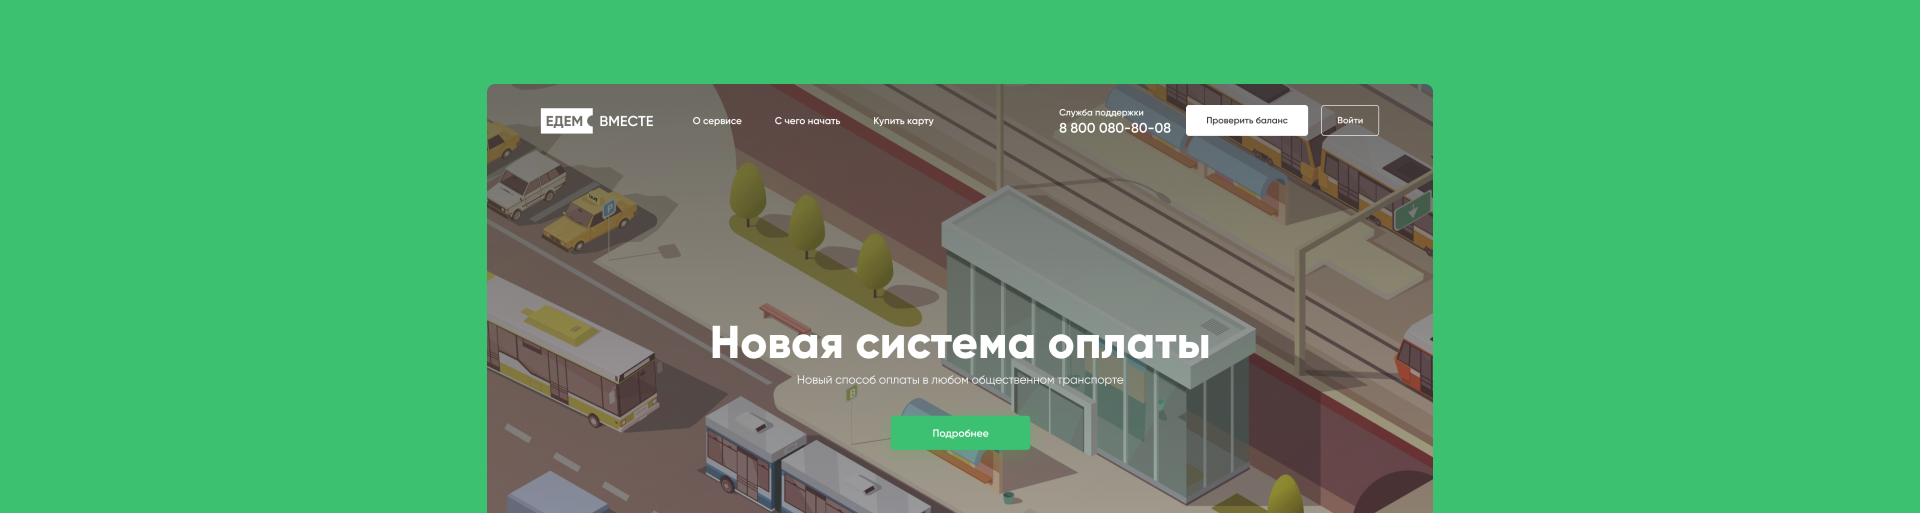 ЕДЕМ ВМЕСТЕ
О сервисе
С чего начать
Купить карту
Служба поддержки
8 800 080-80-08
Проверить баланс
Войти
Новая система оплаты
Новый способ оплаты в любом общественном транспорте
Подробнее